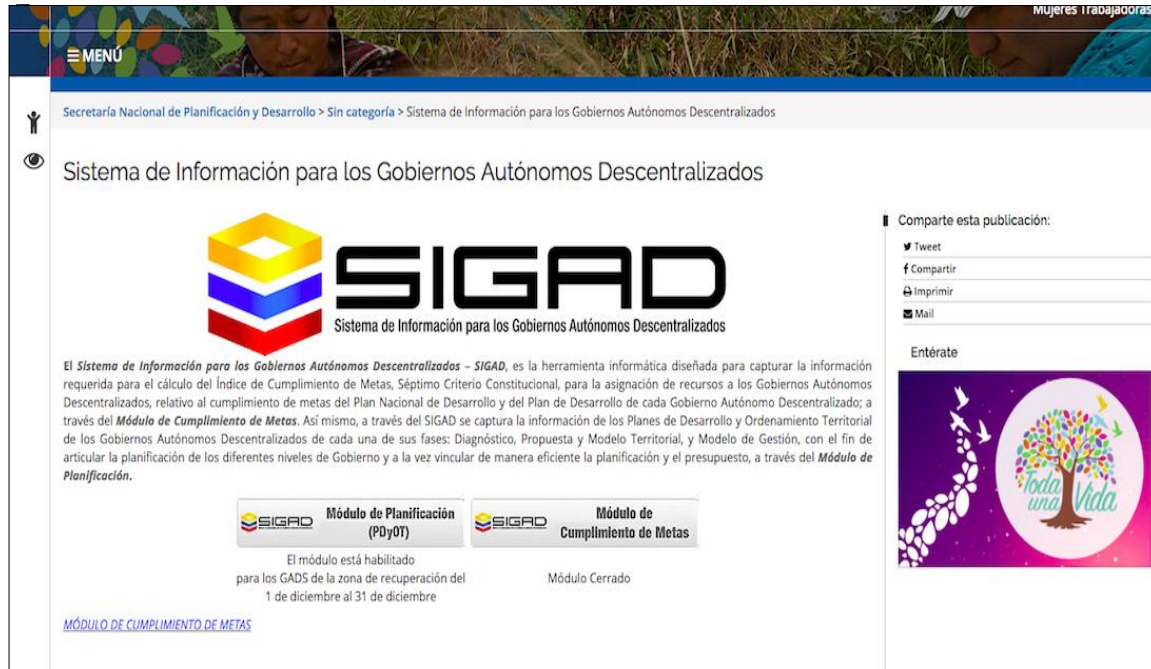 Mujeres Trabajadoras
MENÚ
Secretaría Nacional de Planificación y Desarrollo > Sin categoría > Sistema de Información para los Gobiernos Autónomos Descentralizados
Sistema de Información para los Gobiernos Autónomos Descentralizados
SIGAD
Sistema de Información para los Gobiernos Autónomos Descentralizados
El Sistema de Información para los Gobiernos Autónomos Descentralizados – SIGAD, es la herramienta informática diseñada para capturar la información
requerida para el cálculo del Índice de Cumplimiento de Metas, Séptimo Criterio Constitucional, para la asignación de recursos a los Gobiernos Autónomos
Descentralizados, relativo al cumplimiento de metas del Plan Nacional de Desarrollo y del Plan de Desarrollo de cada Gobierno Autónomo Descentralizado; a
través del Módulo de Cumplimiento de Metas. Así mismo, a través del SIGAD se captura la información de los Planes de Desarrollo y Ordenamiento Territorial
de los Gobiernos Autónomos Descentralizados de cada una de sus fases: Diagnóstico, Propuesta y Modelo Territorial, y Modelo de Gestión, con el fin de
articular la planificación de los diferentes niveles de Gobierno y a la vez vincular de manera eficiente la planificación y el presupuesto, a través del Módulo de
Planificación.
SIGAD Módulo de Planificación
(PDyOT)
El módulo está habilitado
para los GADS de la zona de recuperación del
1 de diciembre al 31 de diciembre
SIGAD Módulo de
Cumplimiento de Metas
Módulo Cerrado
MÓDULO DE CUMPLIMIENTO DE METAS
Comparte esta publicación:
Tweet
Compartir
Imprimir
Mail
Entérate
Toda
una Vida